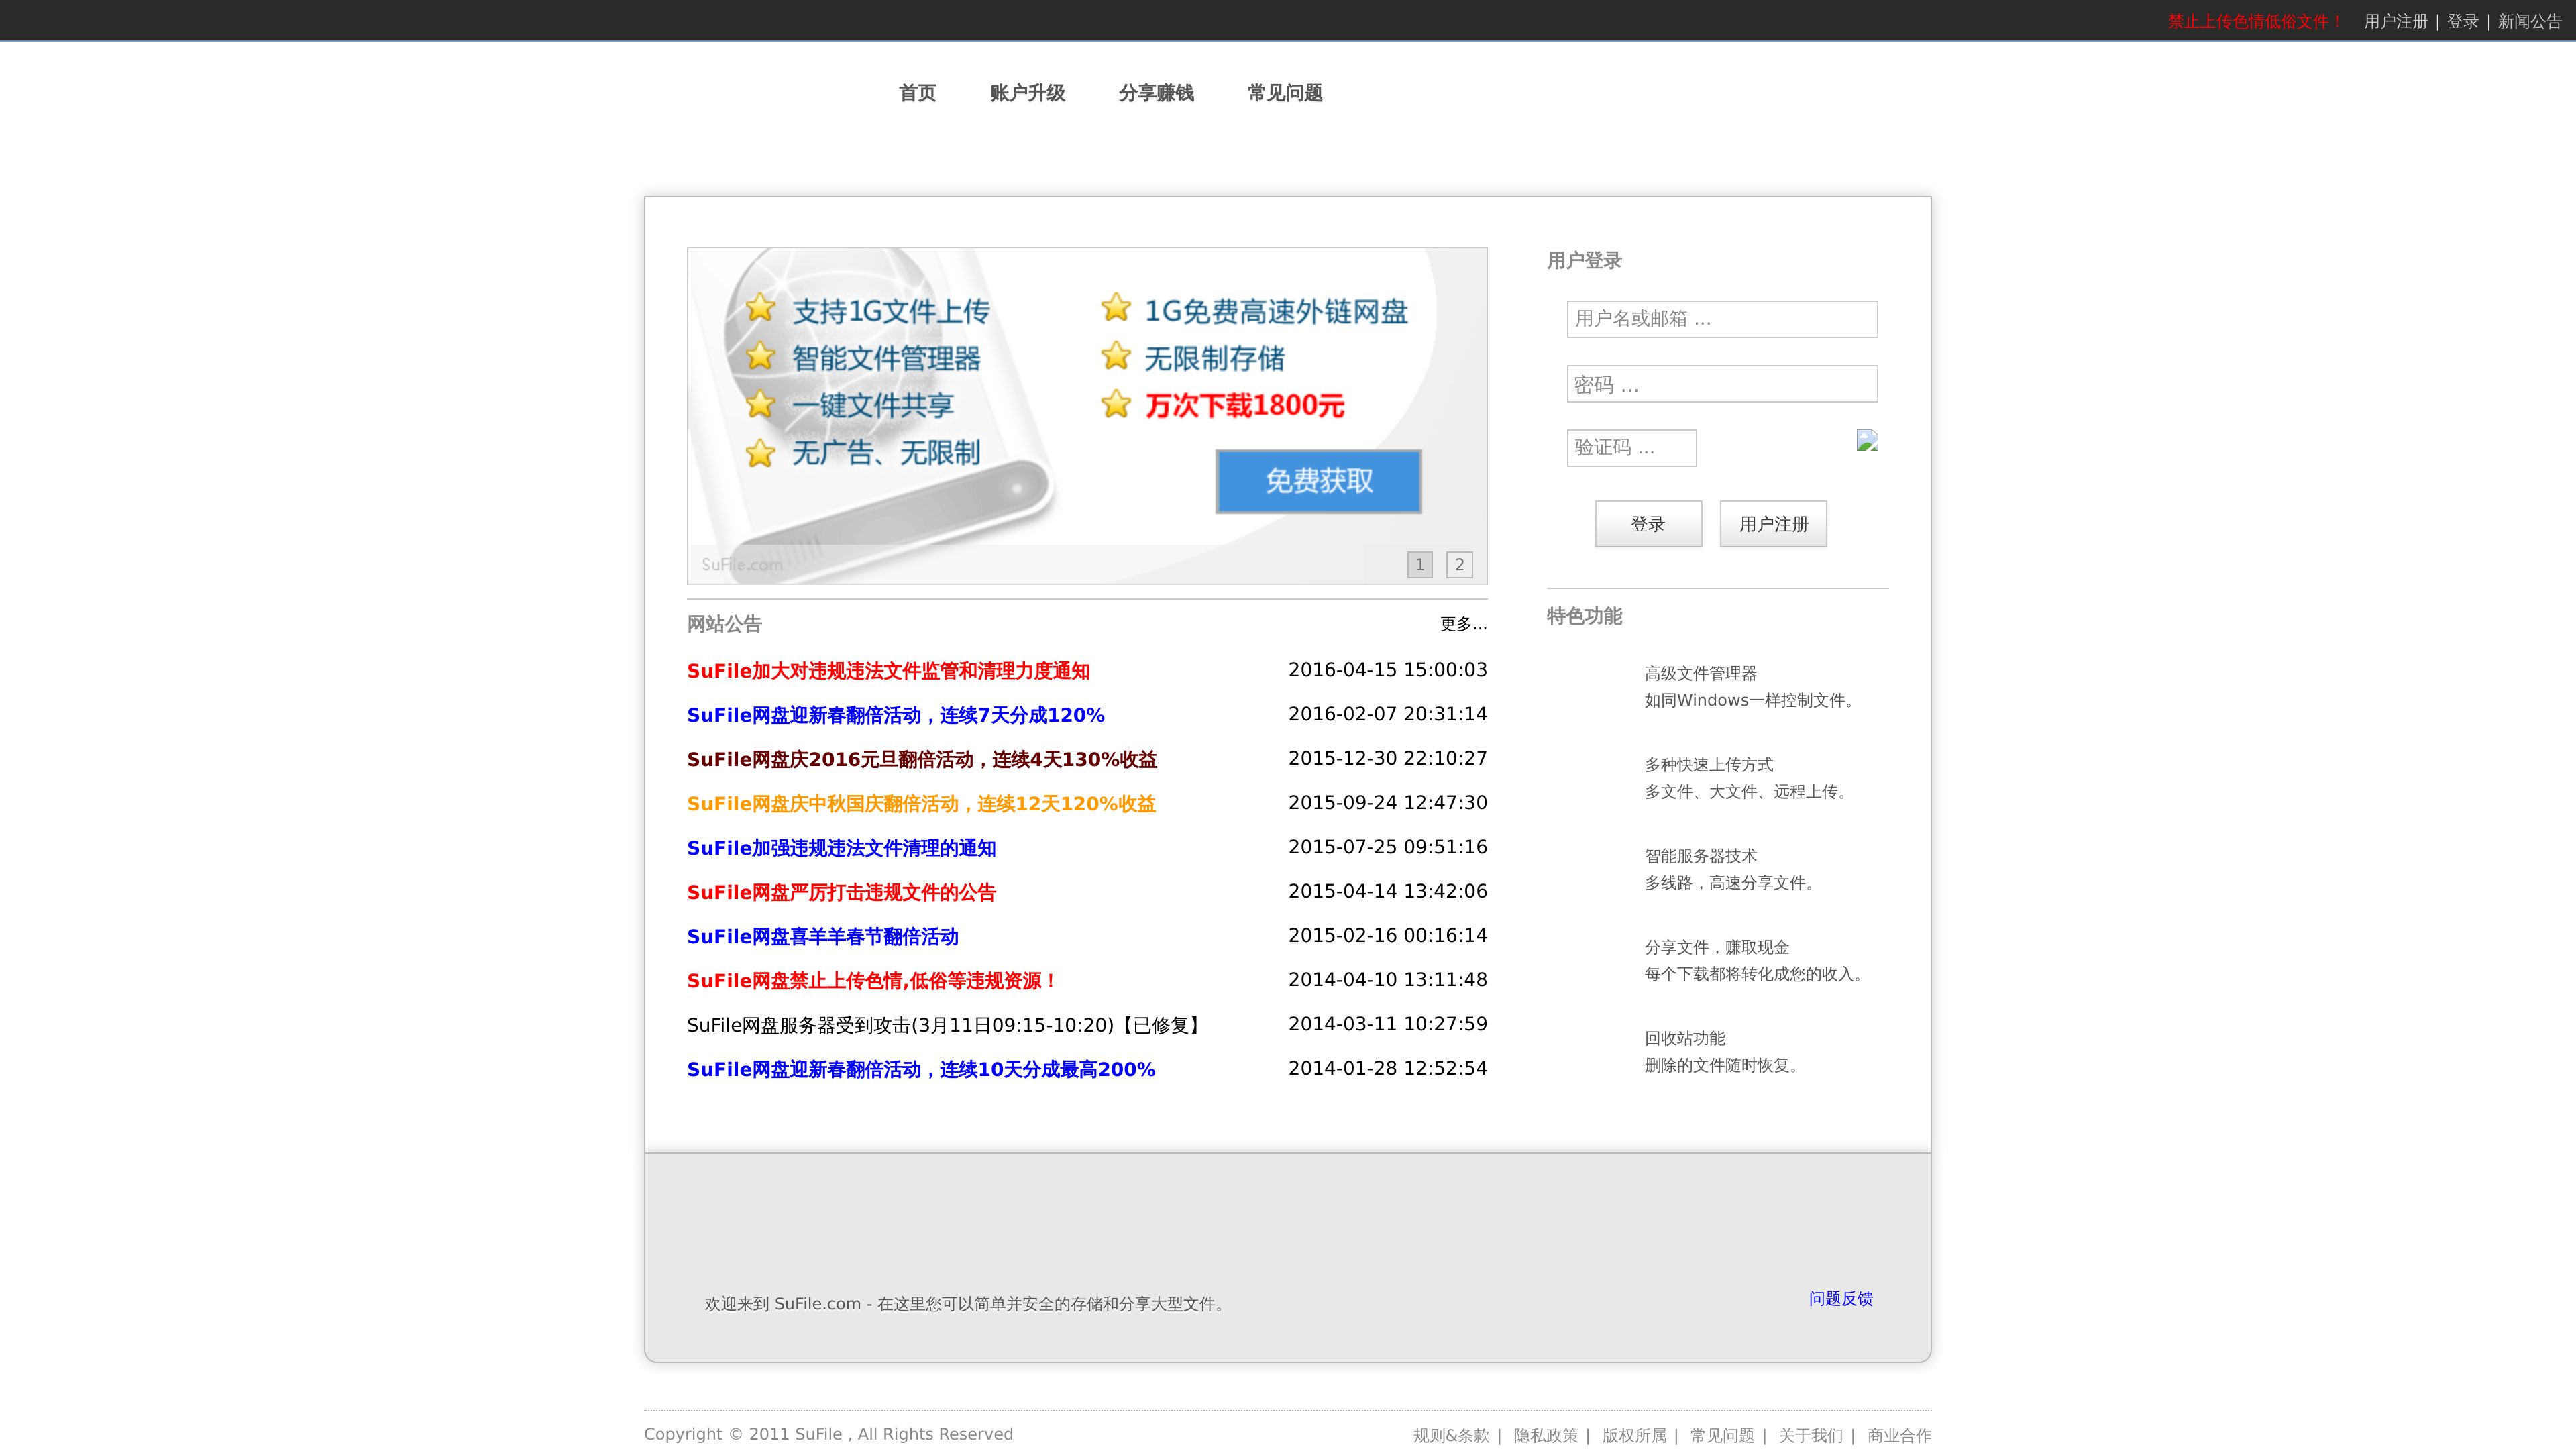 禁止上传色情低俗文件！ 用户注册 | 登录 | 新闻公告
首页 账户升级 分享赚钱 常见问题
支持1G文件上传
智能文件管理器
一键文件共享
无广告、无限制
1G免费高速外链网盘
无限制存储
万次下载1800元
免费获取
SuFile.com
1 2
用户登录
用户名或邮箱 ...
密码 ...
验证码 ...
登录 用户注册
网站公告 更多...
SuFile加大对违规违法文件监管和清理力度通知 2016-04-15 15:00:03
SuFile网盘迎新春翻倍活动，连续7天分成120% 2016-02-07 20:31:14
SuFile网盘庆2016元旦翻倍活动，连续4天130%收益 2015-12-30 22:10:27
SuFile网盘庆中秋国庆翻倍活动，连续12天120%收益 2015-09-24 12:47:30
SuFile加强违规违法文件清理的通知 2015-07-25 09:51:16
SuFile网盘严厉打击违规文件的公告 2015-04-14 13:42:06
SuFile网盘喜羊羊春节翻倍活动 2015-02-16 00:16:14
SuFile网盘禁止上传色情,低俗等违规资源！ 2014-04-10 13:11:48
SuFile网盘服务器受到攻击(3月11日09:15-10:20)【已修复】 2014-03-11 10:27:59
SuFile网盘迎新春翻倍活动，连续10天分成最高200% 2014-01-28 12:52:54
特色功能
高级文件管理器
如同Windows一样控制文件。
多种快速上传方式
多文件、大文件、远程上传。
智能服务器技术
多线路，高速分享文件。
分享文件，赚取现金
每个下载都将转化成您的收入。
回收站功能
删除的文件随时恢复。
欢迎来到 SuFile.com - 在这里您可以简单并安全的存储和分享大型文件。
问题反馈
Copyright © 2011 SuFile , All Rights Reserved
规则&条款 | 隐私政策 | 版权所属 | 常见问题 | 关于我们 | 商业合作